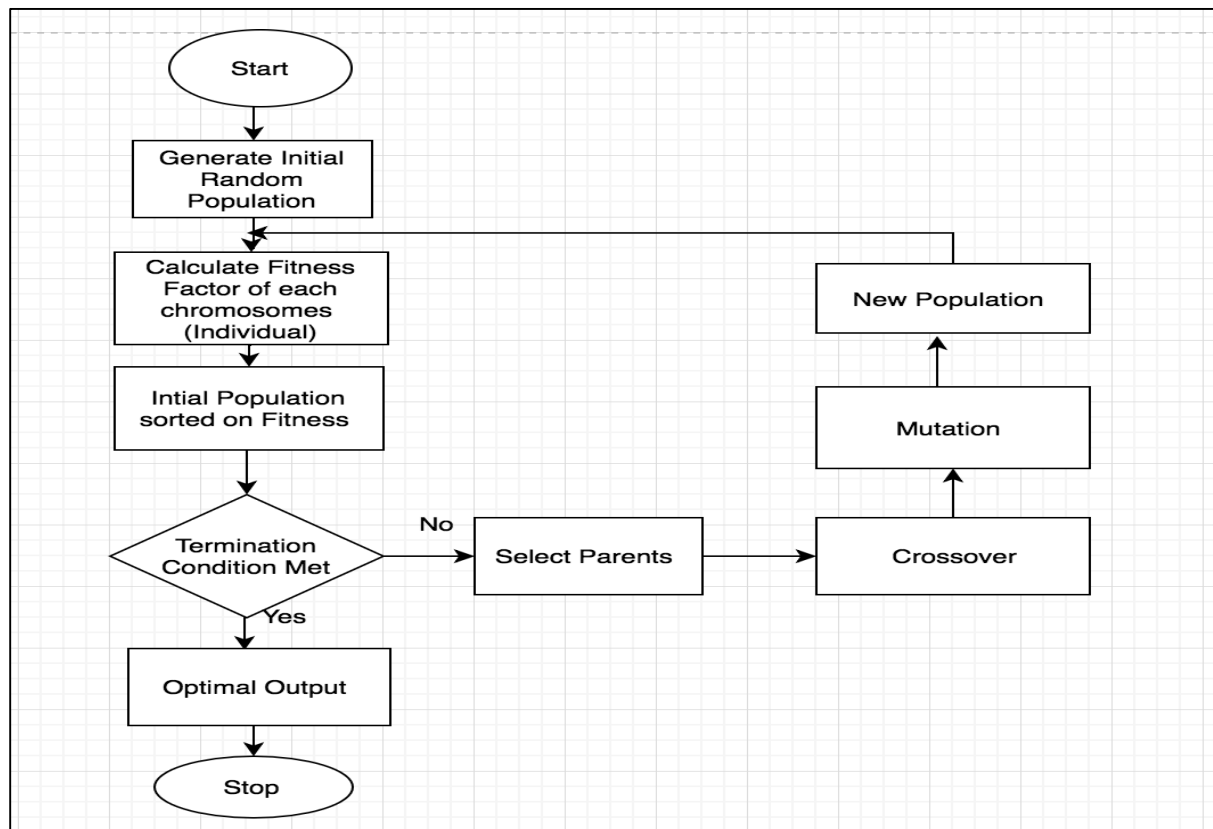 Start
Generate Initial
Random
Population
Calculate Fitness
Factor of each
chromosomes
(Individual)
Intial Population
sorted on Fitness
Termination
Condition Met
No
Select Parents
Crossover
Mutation
New Population
Yes
Optimal Output
Stop